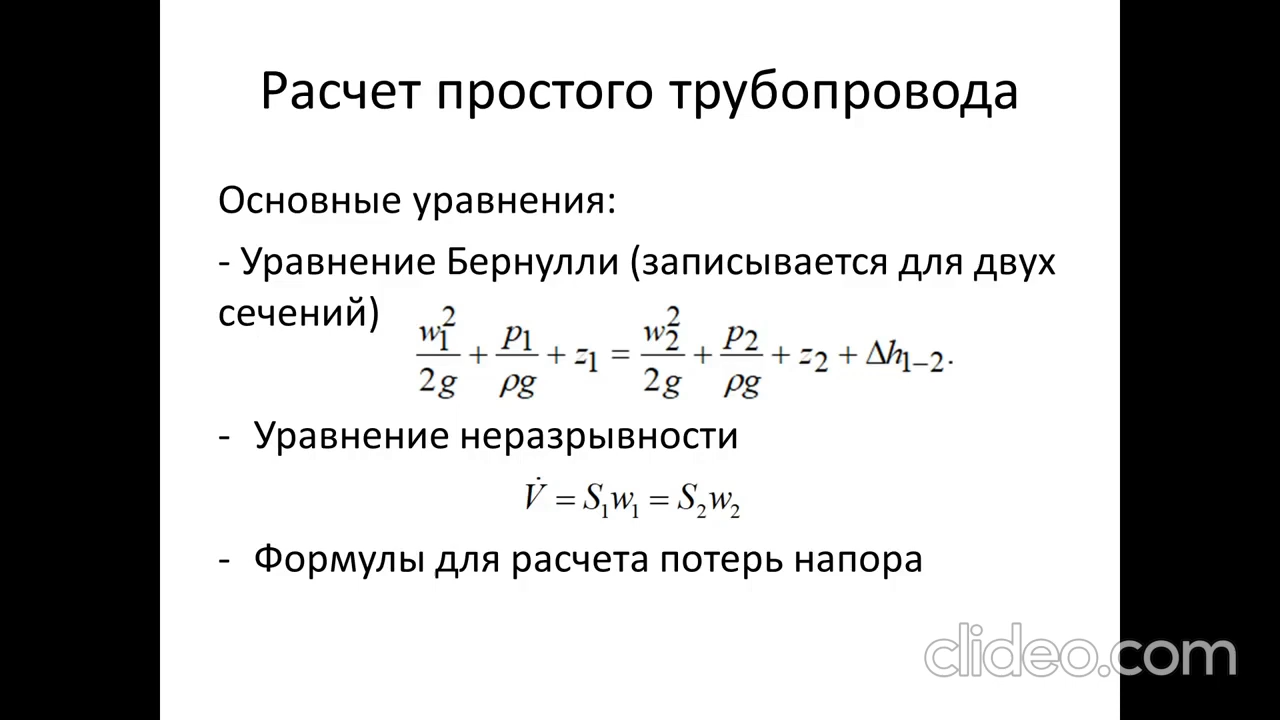 Расчет простого трубопровода
Основные уравнения:
- Уравнение Бернулли (записывается для двух
сечений)
w₁²/2g + p₁/ρg + z₁ = w₂²/2g + p₂/ρg + z₂ + Δh₁₋₂.
- Уравнение неразрывности
V̇ = S₁w₁ = S₂w₂
- Формулы для расчета потерь напора
clideo.com